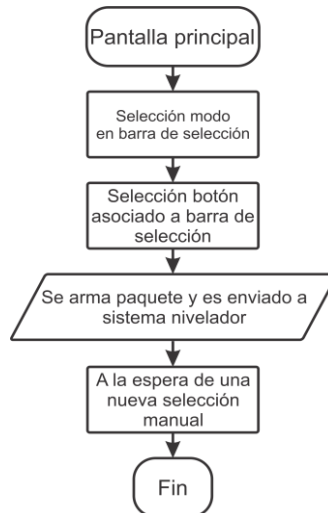 Pantalla principal
Selección modo
en barra de selección
Selección botón
asociado a barra de
selección
Se arma paquete y es enviado a
sistema nivelador
A la espera de una
nueva selección
manual
Fin